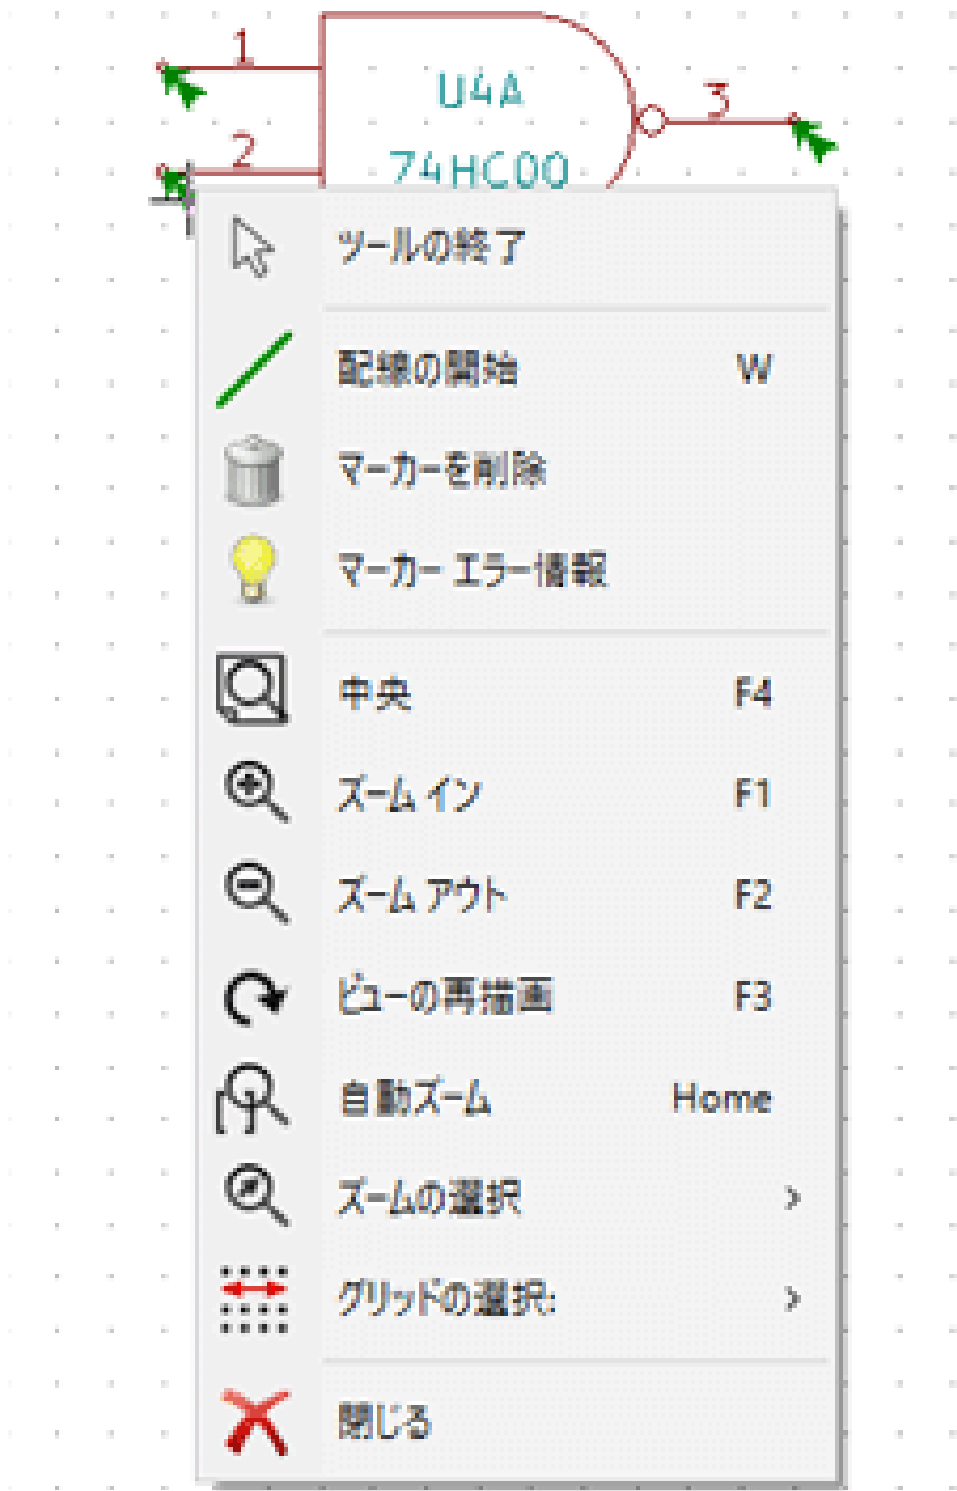 1
U4A
3
2
74HC00
ツールの終了
配線の開始 W
マーカーを削除
マーカー エラー情報
中央 F4
ズーム イン F1
ズーム アウト F2
ビューの再描画 F3
自動ズーム Home
ズームの選択
グリッドの選択:
閉じる